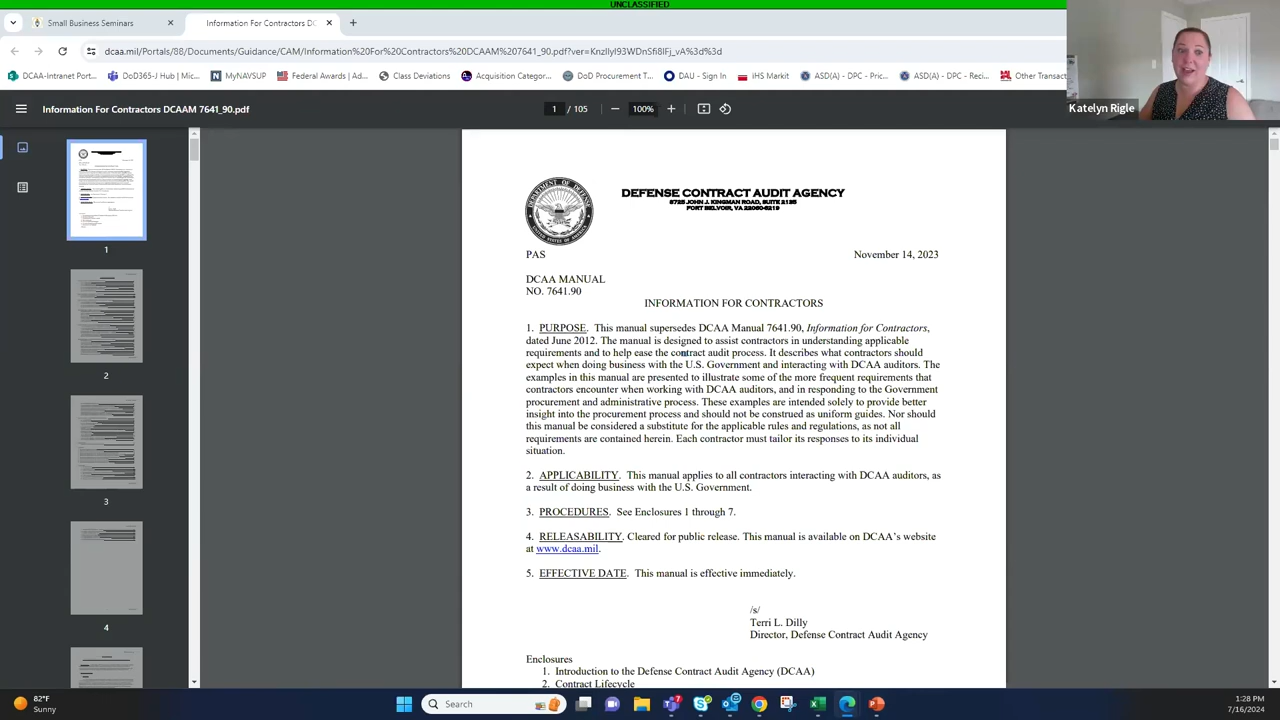 UNCLASSIFIED
Small Business Seminars
Information For Contractors DC
dcaa.mil/Portals/88/Documents/Guidance/CAM/Information%20For%20Contractors%20DCAAM%207641_90.pdf?ver=KnzIlyI93WDnSfi8IFj_vA%3d%3d
DCAA-Intranet Port...
DoD365-J Hub | Mic...
MyNAVSUP
Federal Awards | Ad...
Class Deviations
Acquisition Categor...
DoD Procurement T...
DAU - Sign In
IHS Markit
ASD(A) - DPC - Pric...
ASD(A) - DPC - Reci...
Other Transact
Katelyn Rigle
Information For Contractors DCAAM 7641_90.pdf
1 / 105
100%
1
2
3
4
DEFENSE CONTRACT AUDIT AGENCY
8725 JOHN J. KINGMAN ROAD, SUITE 2135
FORT BELVOIR, VA 22060-6219
PAS
November 14, 2023
DCAA MANUAL
NO. 7641.90
INFORMATION FOR CONTRACTORS
1. PURPOSE. This manual supersedes DCAA Manual 7641.90, Information for Contractors,
dated June 2012. The manual is designed to assist contractors in understanding applicable
requirements and to help ease the contract audit process. It describes what contractors should
expect when doing business with the U.S. Government and interacting with DCAA auditors. The
examples in this manual are presented to illustrate some of the more frequent requirements that
contractors encounter when working with DCAA auditors, and in responding to the Government
procurement and administrative process. These examples are intended solely to provide better
insight into the procurement process and should not be construed as uniform guides. Nor should
this manual be considered a substitute for the applicable rules and regulations, as not all
requirements are contained herein. Each contractor must tailor its responses to its individual
situation.
2. APPLICABILITY. This manual applies to all contractors interacting with DCAA auditors, as
a result of doing business with the U.S. Government.
3. PROCEDURES. See Enclosures 1 through 7.
4. RELEASABILITY. Cleared for public release. This manual is available on DCAA's website
at www.dcaa.mil.
5. EFFECTIVE DATE. This manual is effective immediately.
/s/
Terri L. Dilly
Director, Defense Contract Audit Agency
Enclosures
1. Introduction to the Defense Contract Audit Agency (DCAA)
2. Contract Lifecycle
82°F
Sunny
Search
1:28 PM
7/16/2024